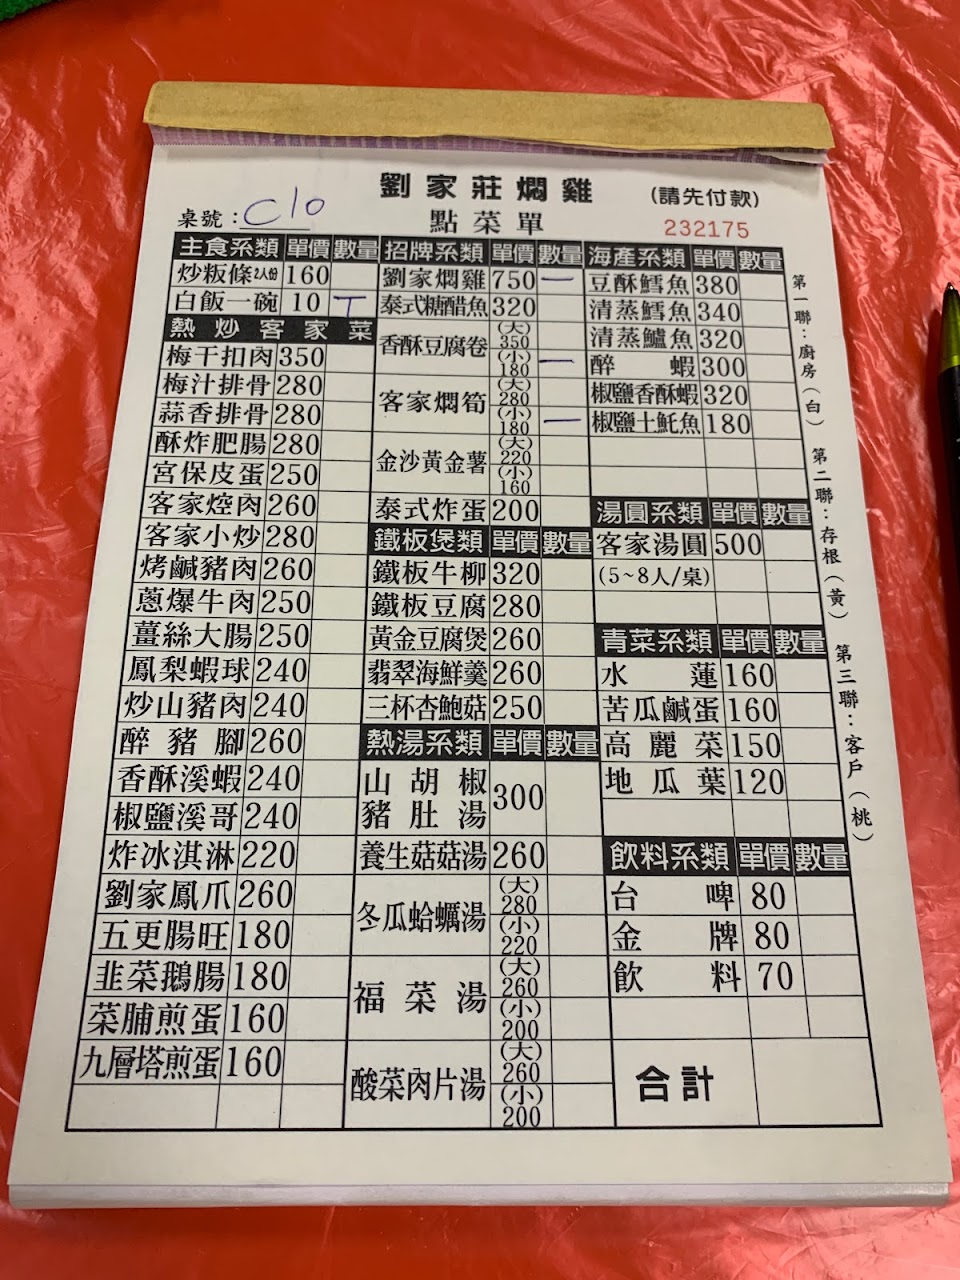 劉家莊燜雞
(請先付款)
桌號：C10
點菜單
232175
主食系類 單價 數量
炒粄條2人份 160
白飯一碗 10 T
熱炒客家菜
梅干扣肉 350
梅汁排骨 280
蒜香排骨 280
酥炸肥腸 280
宮保皮蛋 250
客家焢肉 260
客家小炒 280
烤鹹豬肉 260
蔥爆牛肉 250
薑絲大腸 250
鳳梨蝦球 240
炒山豬肉 240
醉豬腳 260
香酥溪蝦 240
椒鹽溪哥 240
炸冰淇淋 220
劉家鳳爪 260
五更腸旺 180
韭菜鵝腸 180
菜脯煎蛋 160
九層塔煎蛋 160
招牌系類 單價 數量
劉家燜雞 750 一
泰式糖醋魚 320
香酥豆腐卷 (大) 350
(小) 180 一
客家燜筍 (大) 280
(小) 180 一
金沙黃金薯 (大) 220
(小) 160
泰式炸蛋 200
鐵板煲類 單價 數量
鐵板牛柳 320
鐵板豆腐 280
黃金豆腐煲 260
翡翠海鮮羹 260
三杯杏鮑菇 250
熱湯系類 單價 數量
山胡椒
豬肚湯 300
養生菇菇湯 260
冬瓜蛤蠣湯 (大) 280
(小) 220
福菜湯 (大) 260
(小) 200
酸菜肉片湯 (大) 260
(小) 200
海產系類 單價 數量
豆酥鱈魚 380
清蒸鱈魚 340
清蒸鱸魚 320
醉蝦 300
椒鹽香酥蝦 320
椒鹽土魠魚 180
湯圓系類 單價 數量
客家湯圓 500
(5~8人/桌)
青菜系類 單價 數量
水蓮 160
苦瓜鹹蛋 160
高麗菜 150
地瓜葉 120
飲料系類 單價 數量
台啤 80
金牌 80
飲料 70
合計
第一聯：廚房(白)
第二聯：存根(黃)
第三聯：客戶(桃)